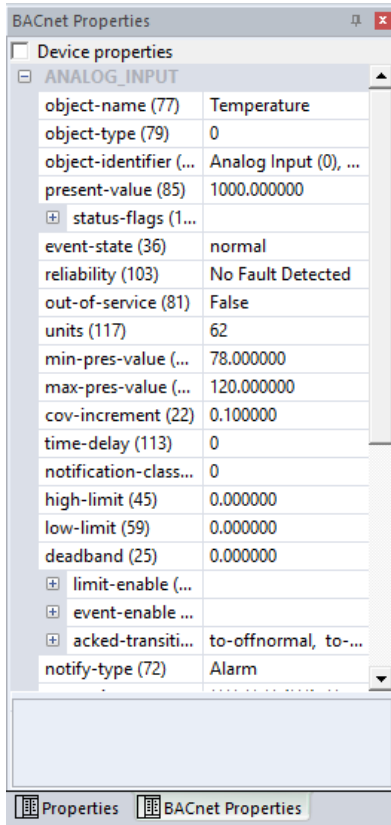 BACnet Properties
Device properties
ANALOG_INPUT
object-name (77) Temperature
object-type (79) 0
object-identifier (... Analog Input (0), ...
present-value (85) 1000.000000
status-flags (1...
event-state (36) normal
reliability (103) No Fault Detected
out-of-service (81) False
units (117) 62
min-pres-value (... 78.000000
max-pres-value (... 120.000000
cov-increment (22) 0.100000
time-delay (113) 0
notification-class... 0
high-limit (45) 0.000000
low-limit (59) 0.000000
deadband (25) 0.000000
limit-enable (...
event-enable ...
acked-transiti... to-offnormal, to-...
notify-type (72) Alarm
Properties BACnet Properties